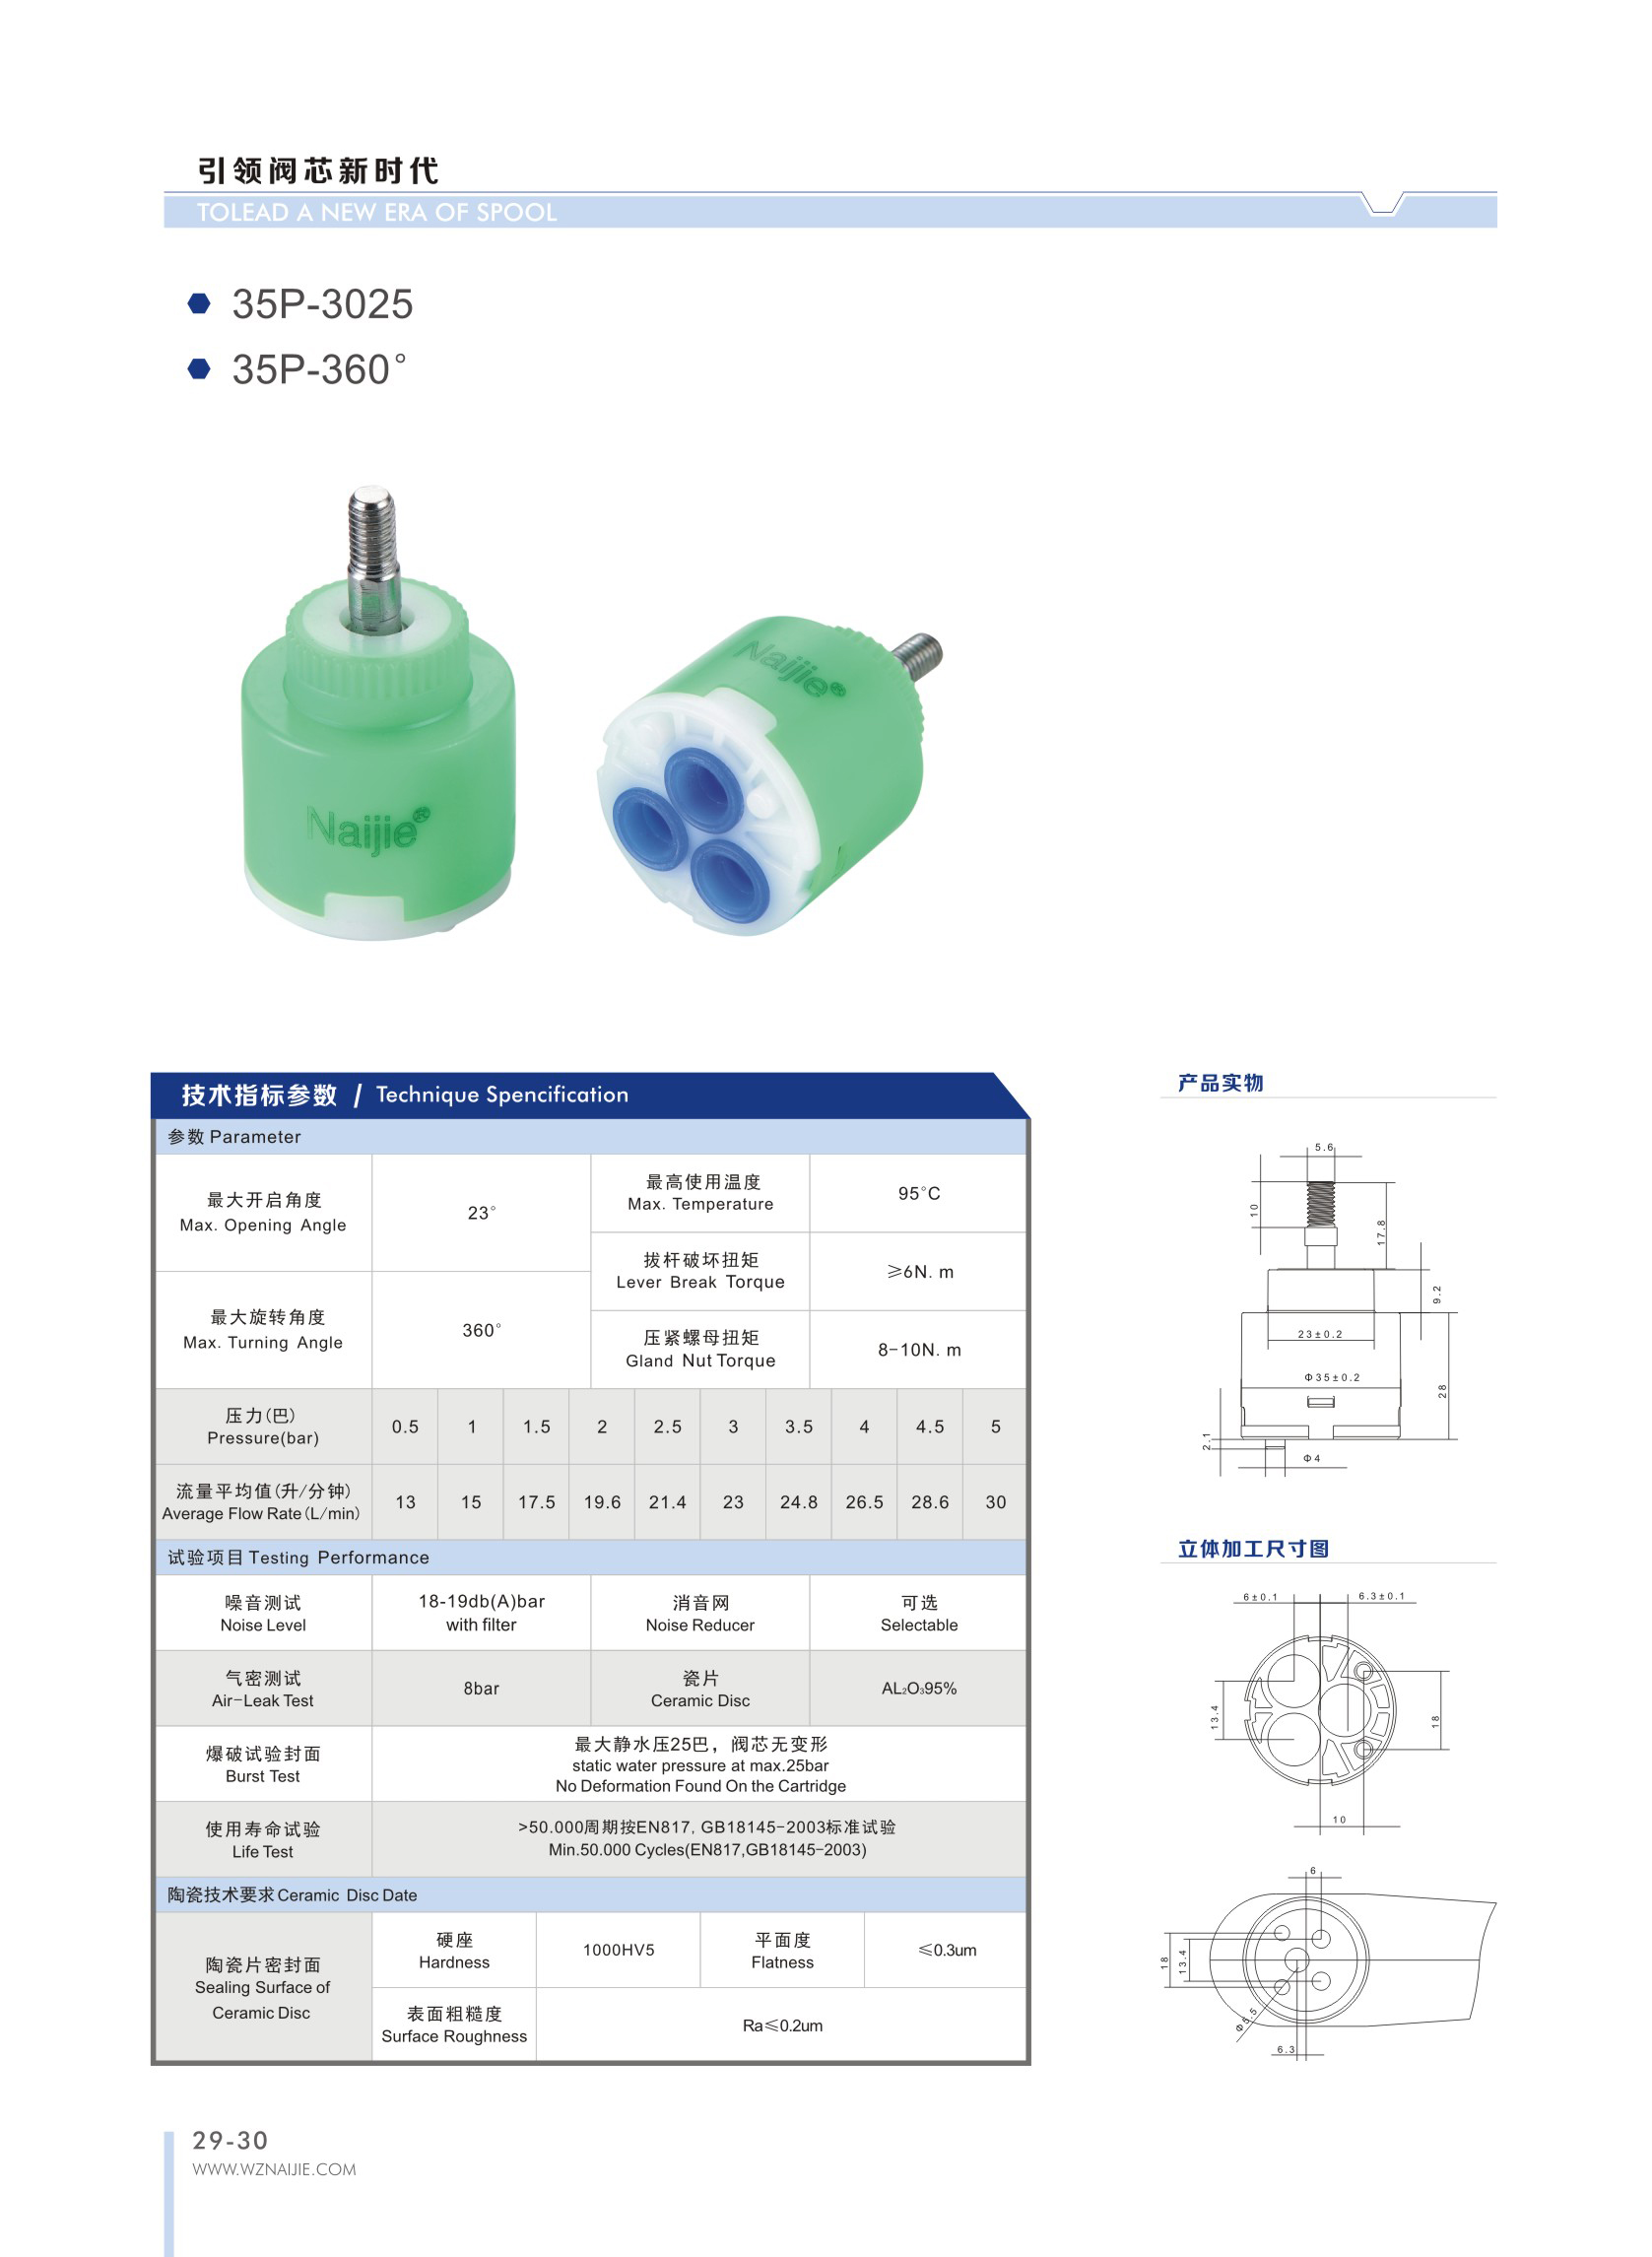 引领阀芯新时代
TOLEAD A NEW ERA OF SPOOL
35P-3025
35P-360°
Naijie®
Naijie®
技术指标参数 / Technique Spencification
参数 Parameter
最大开启角度
Max. Opening Angle
23°
最高使用温度
Max. Temperature
95°C
拔杆破坏扭矩
Lever Break Torque
≥6N. m
最大旋转角度
Max. Turning Angle
360°
压紧螺母扭矩
Gland Nut Torque
8-10N. m
压力(巴)
Pressure(bar)
0.5 1 1.5 2 2.5 3 3.5 4 4.5 5
流量平均值(升/分钟)
Average Flow Rate(L/min)
13 15 17.5 19.6 21.4 23 24.8 26.5 28.6 30
试验项目 Testing Performance
噪音测试
Noise Level
18-19db(A)bar
with filter
消音网
Noise Reducer
可选
Selectable
气密测试
Air-Leak Test
8bar
瓷片
Ceramic Disc
AL₂O₃95%
爆破试验封面
Burst Test
最大静水压25巴，阀芯无变形
static water pressure at max.25bar
No Deformation Found On the Cartridge
使用寿命试验
Life Test
>50.000周期按EN817, GB18145-2003标准试验
Min.50.000 Cycles(EN817,GB18145-2003)
陶瓷技术要求 Ceramic Disc Date
陶瓷片密封面
Sealing Surface of
Ceramic Disc
硬座
Hardness
1000HV5
平面度
Flatness
≤0.3um
表面粗糙度
Surface Roughness
Ra≤0.2um
产品实物
5.6
10
17.8
9.2
23±0.2
Φ35±0.2
28
2.1
Φ4
立体加工尺寸图
6±0.1
6.3±0.1
13.4
18
10
6
18
13.4
Φ5.5
6.3
29-30
WWW.WZNAIJIE.COM